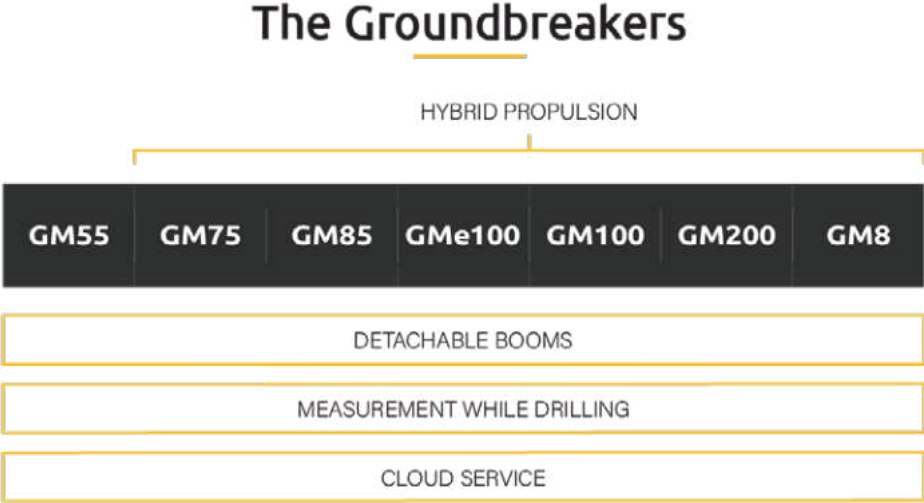 The Groundbreakers
HYBRID PROPULSION
GM55 GM75 GM85 GMe100 GM100 GM200 GM8
DETACHABLE BOOMS
MEASUREMENT WHILE DRILLING
CLOUD SERVICE